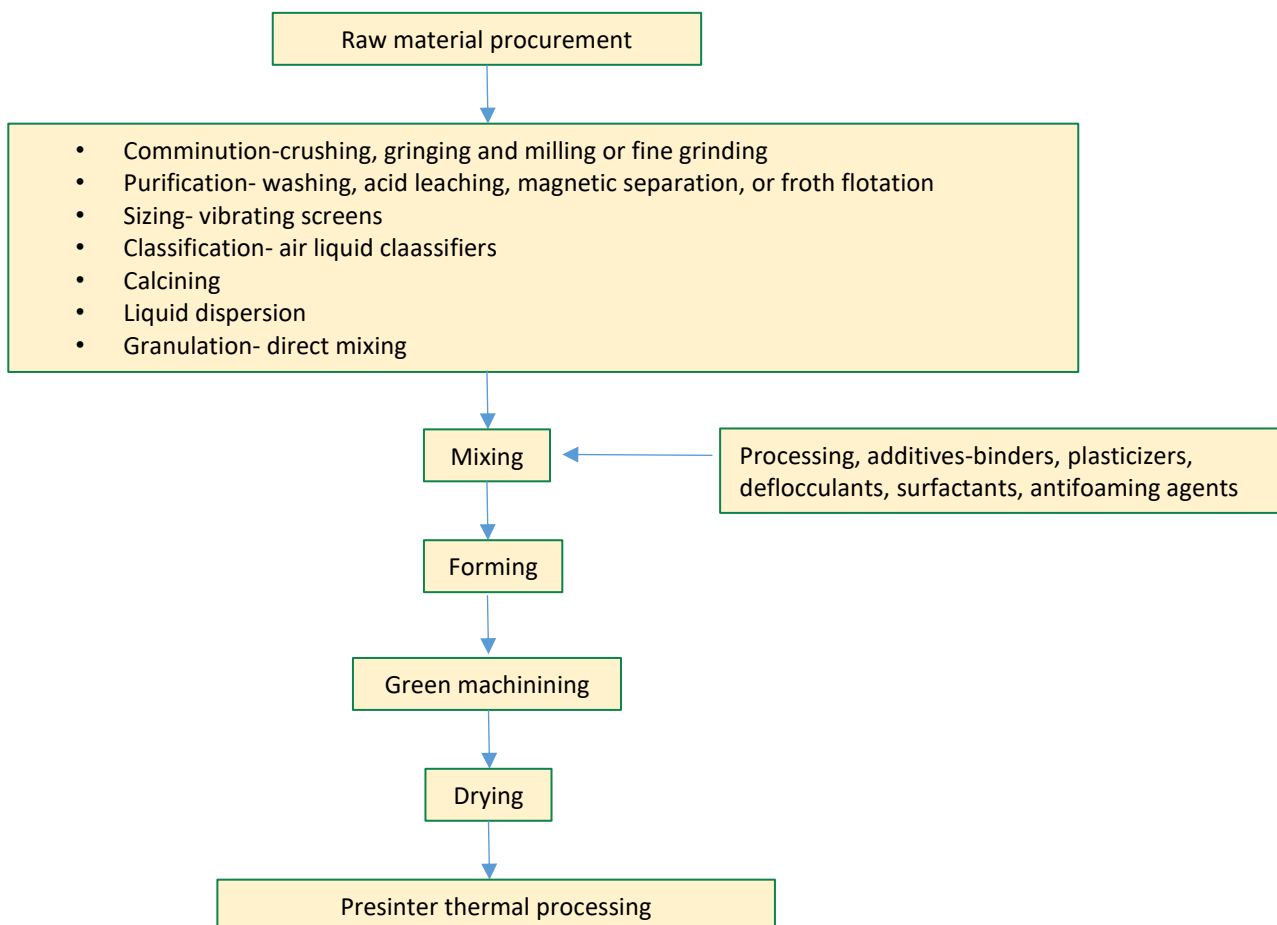 Raw material procurement
• Comminution-crushing, gringing and milling or fine grinding
• Purification- washing, acid leaching, magnetic separation, or froth flotation
• Sizing- vibrating screens
• Classification- air liquid claassifiers
• Calcining
• Liquid dispersion
• Granulation- direct mixing
Mixing
Processing, additives-binders, plasticizers,
deflocculants, surfactants, antifoaming agents
Forming
Green machinining
Drying
Presinter thermal processing